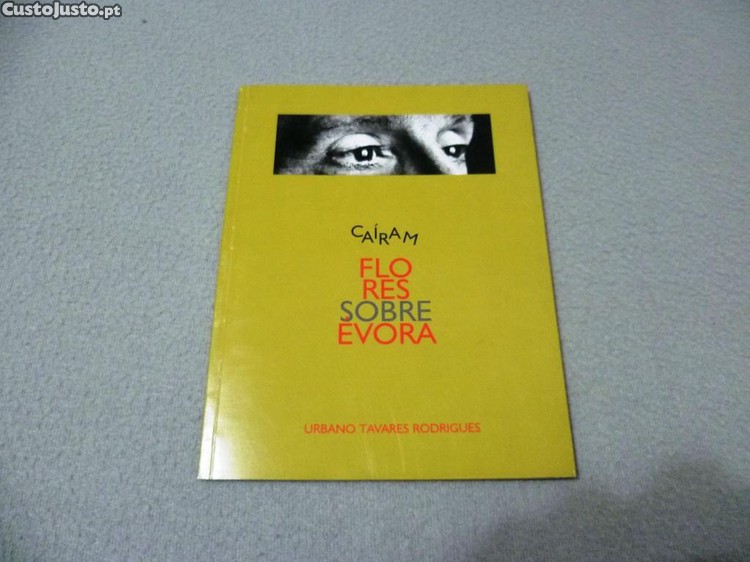 CustoJusto.pt
CAÍRAM
FLO
RES
SOBRE
ÉVORA
URBANO TAVARES RODRIGUES